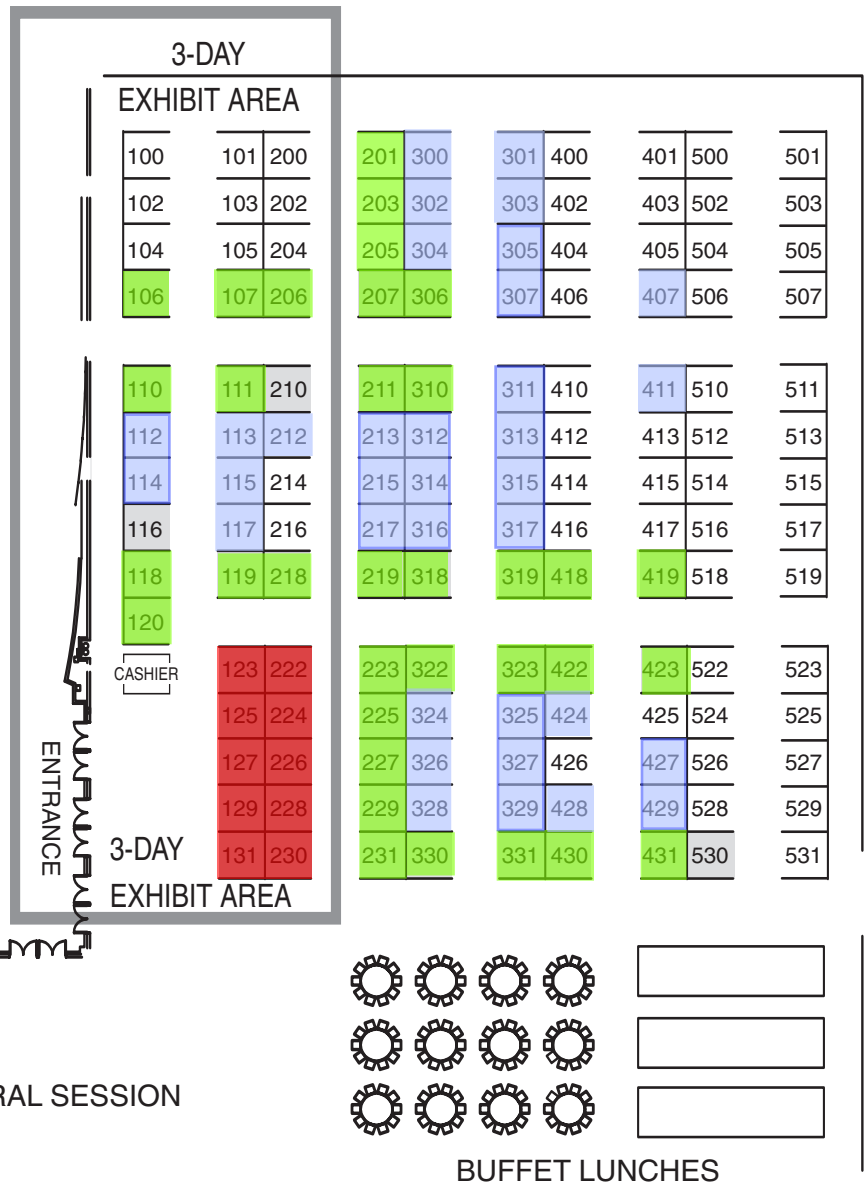 3-DAY
EXHIBIT AREA
100 101 200 201 300 301 400 401 500 501
102 103 202 203 302 303 402 403 502 503
104 105 204 205 304 305 404 405 504 505
106 107 206 207 306 307 406 407 506 507
110 111 210 211 310 311 410 411 510 511
112 113 212 213 312 313 412 413 512 513
114 115 214 215 314 315 414 415 514 515
116 117 216 217 316 317 416 417 516 517
118 119 218 219 318 319 418 419 518 519
120
CASHIER 123 222 223 322 323 422 423 522 523
125 224 225 324 325 424 425 524 525
127 226 227 326 327 426 427 526 527
129 228 229 328 329 428 429 528 529
131 230 231 330 331 430 431 530 531
ENTRANCE
3-DAY
EXHIBIT AREA
RAL SESSION
BUFFET LUNCHES